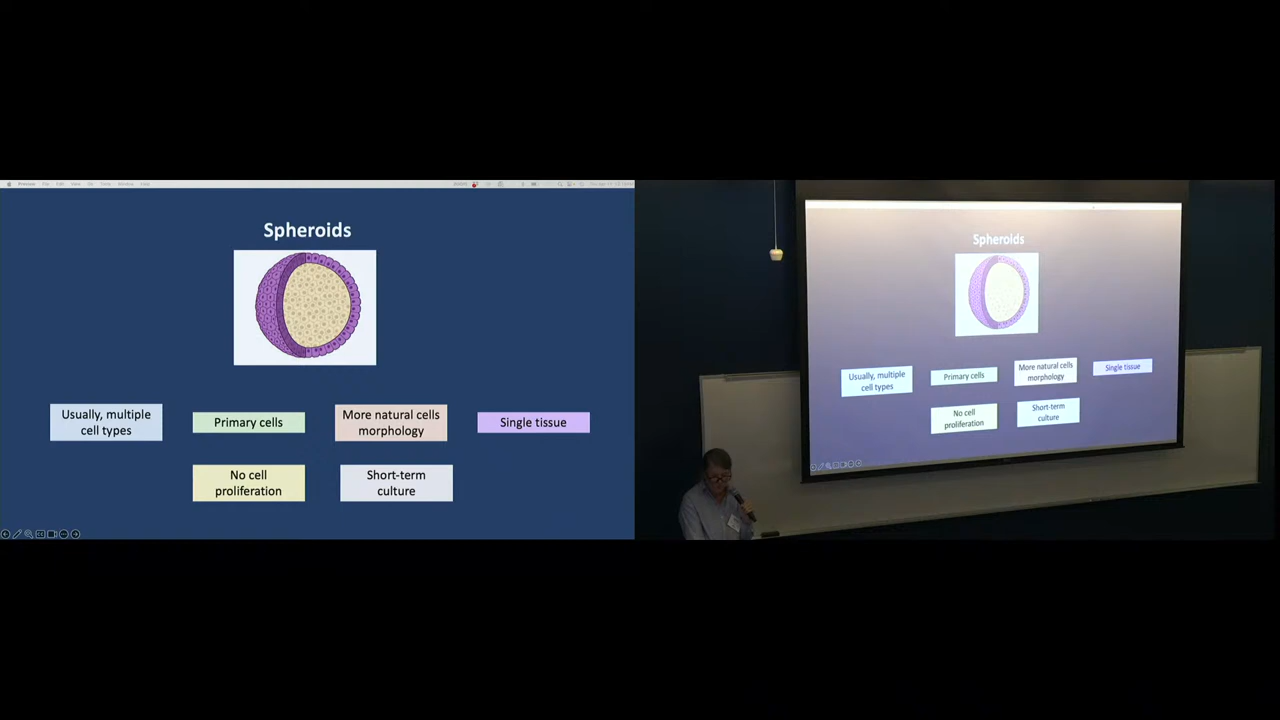 Spheroids
Usually, multiple
cell types
Primary cells
More natural cells
morphology
Single tissue
No cell
proliferation
Short-term
culture
Spheroids
Usually, multiple
cell types
Primary cells
More natural cells
morphology
Single tissue
No cell
proliferation
Short-term
culture